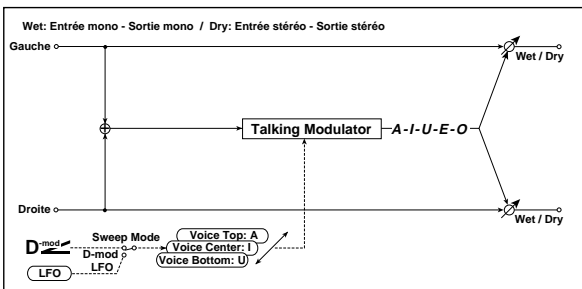 Wet: Entrée mono - Sortie mono / Dry: Entrée stéréo - Sortie stéréo
Gauche
Wet / Dry
Talking Modulator
A-I-U-E-O
Droite
Wet / Dry
D-mod
Sweep Mode
D-mod
LFO
LFO
Voice Top: A
Voice Center: I
Voice Bottom: U